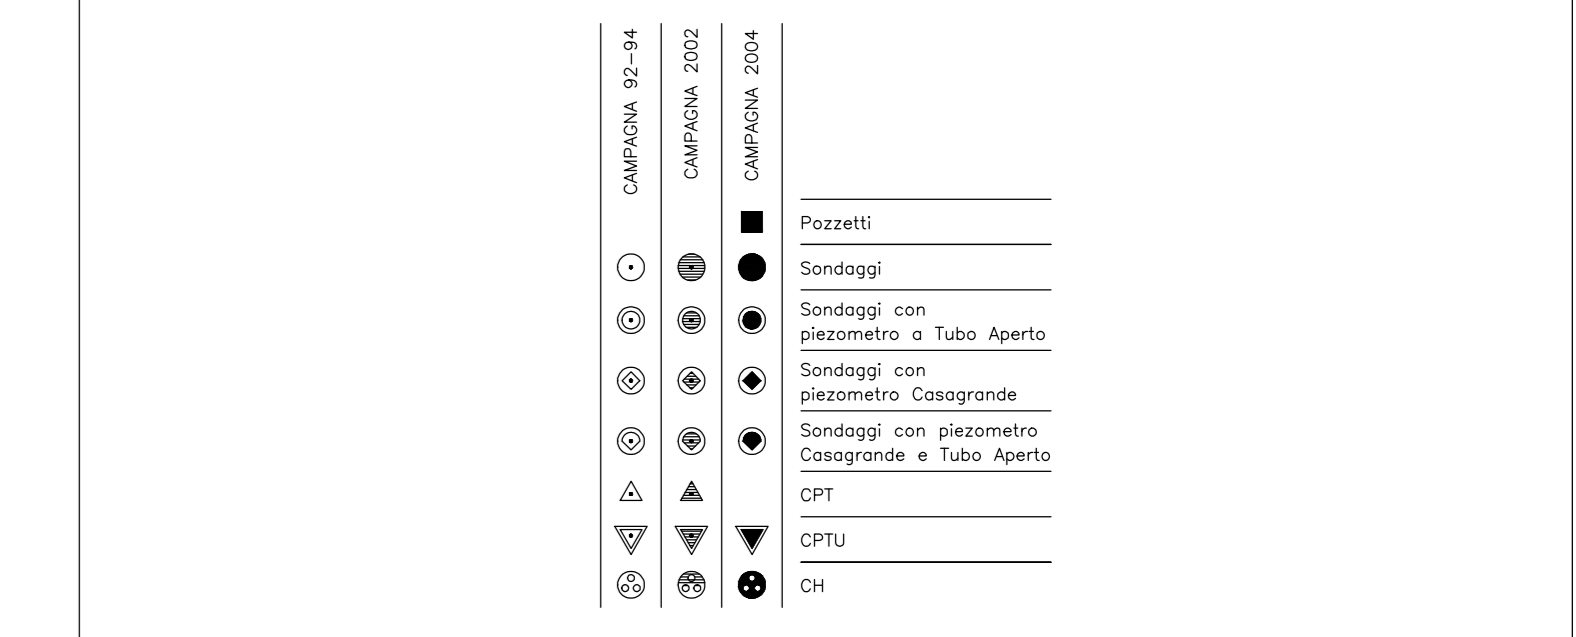 CAMPAGNA 92-94
CAMPAGNA 2002
CAMPAGNA 2004
Pozzetti
Sondaggi
Sondaggi con
piezometro a Tubo Aperto
Sondaggi con
piezometro Casagrande
Sondaggi con piezometro
Casagrande e Tubo Aperto
CPT
CPTU
CH